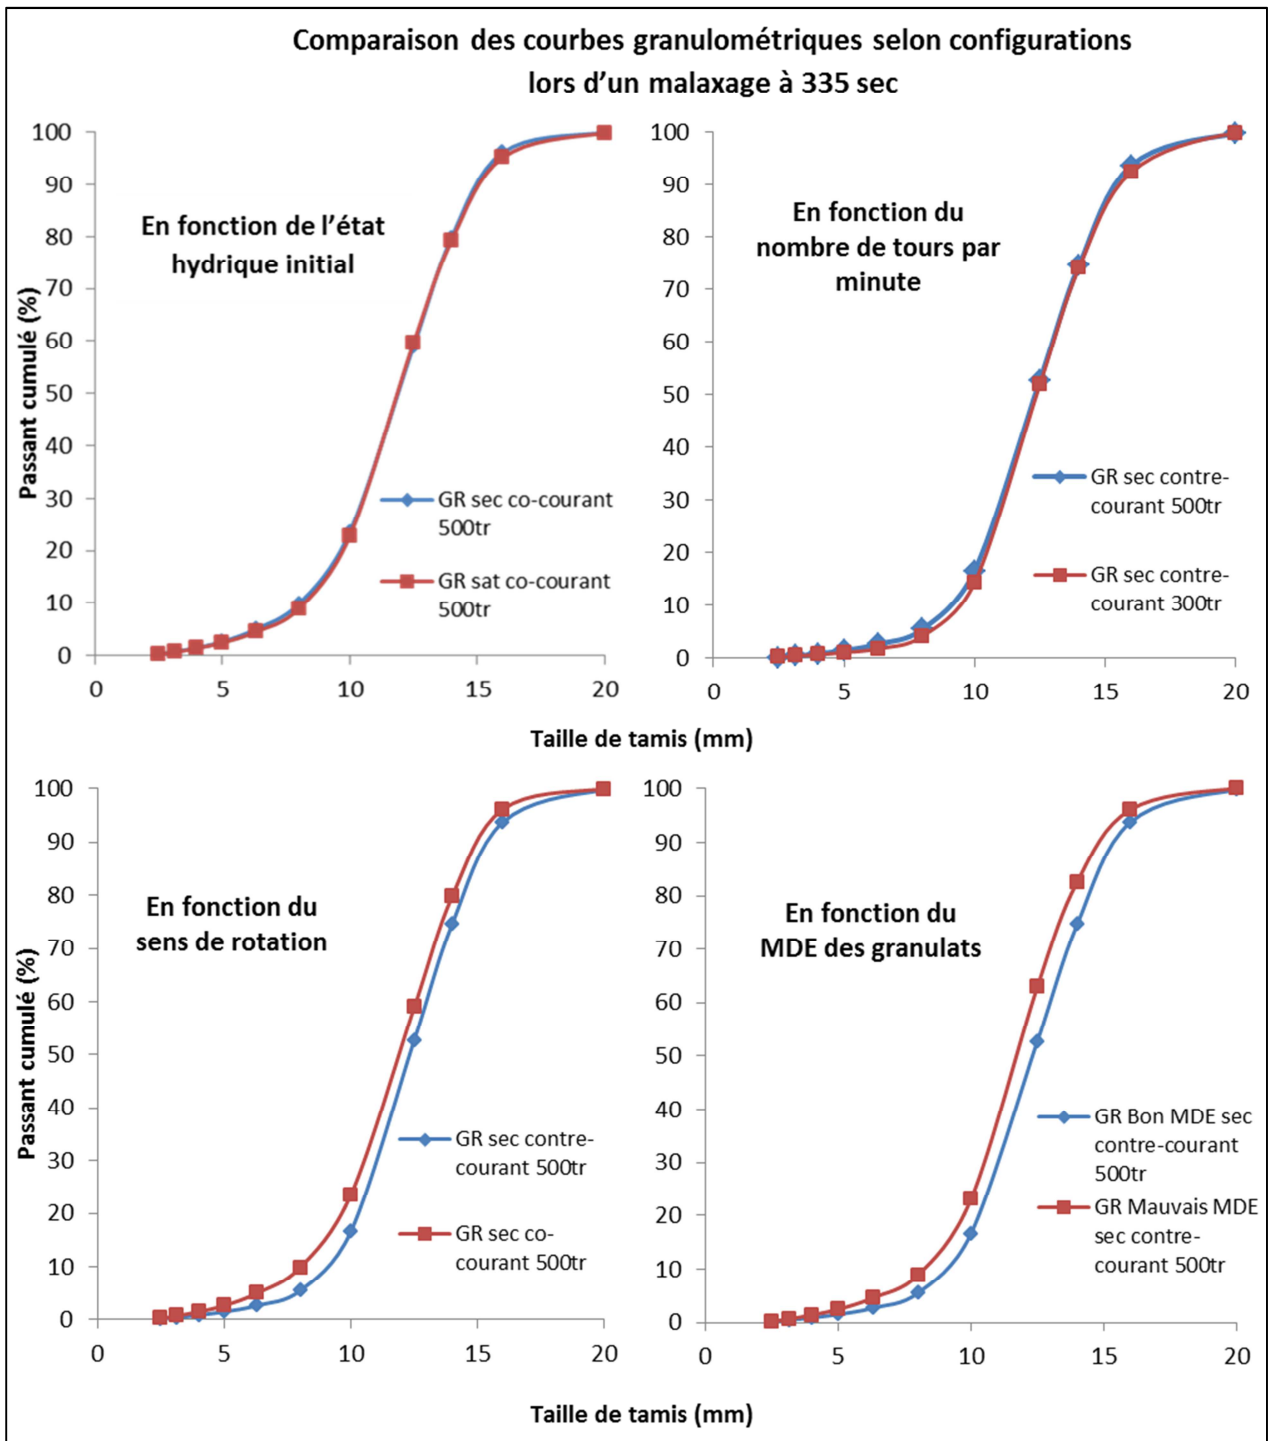 Comparaison des courbes granulométriques selon configurations
lors d'un malaxage à 335 sec
Passant cumulé (%)
100
90
80
70
60
50
40
30
20
10
0
0
5
10
15
20
En fonction de l'état
hydrique initial
GR sec co-courant
500tr
GR sat co-courant
500tr
100
90
80
70
60
50
40
30
20
10
0
0
5
10
15
20
En fonction du
nombre de tours par
minute
GR sec contre-
courant 500tr
GR sec contre-
courant 300tr
Taille de tamis (mm)
Passant cumulé (%)
100
90
80
70
60
50
40
30
20
10
0
0
5
10
15
20
En fonction du
sens de rotation
GR sec contre-
courant 500tr
GR sec co-
courant 500tr
100
90
80
70
60
50
40
30
20
10
0
0
5
10
15
20
En fonction du
MDE des granulats
GR Bon MDE sec
contre-courant
500tr
GR Mauvais MDE
sec contre-
courant 500tr
Taille de tamis (mm)